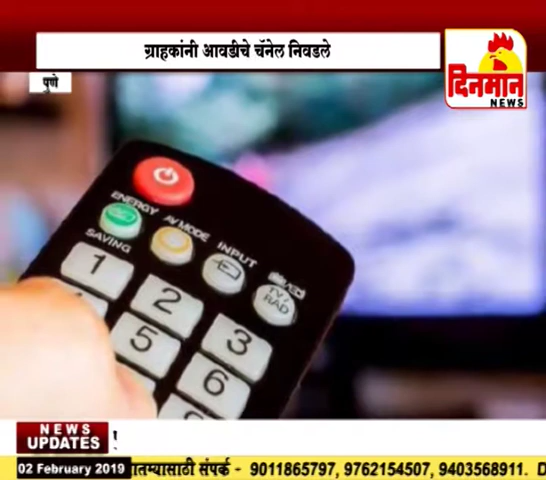 ग्राहकांनी आवडीचे चॅनेल निवडले
दिनमान
NEWS
पुणे
ENERGY
AV MODE
INPUT
SAVING
TV/
RAD
1
2
3
5
6
NEWS
UPDATES
02 February 2019
संपर्क - 9011865797, 9762154507, 9403568911. D